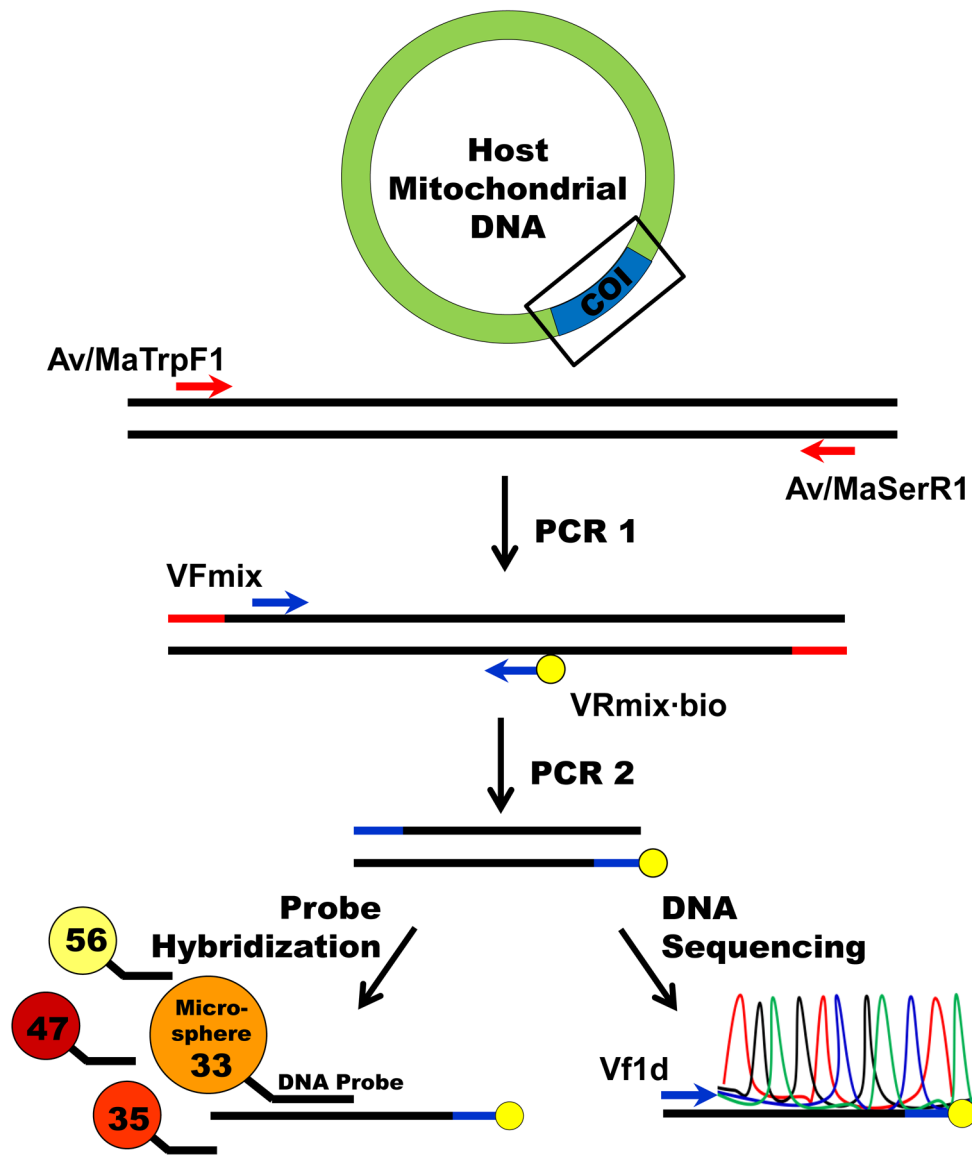 Host
Mitochondrial
DNA
COI
Av/MaTrpF1
Av/MaSerR1
PCR 1
VFmix
VRmix·bio
PCR 2
Probe
Hybridization
DNA
Sequencing
56
47
Micro-
sphere
33
DNA Probe
35
Vf1d